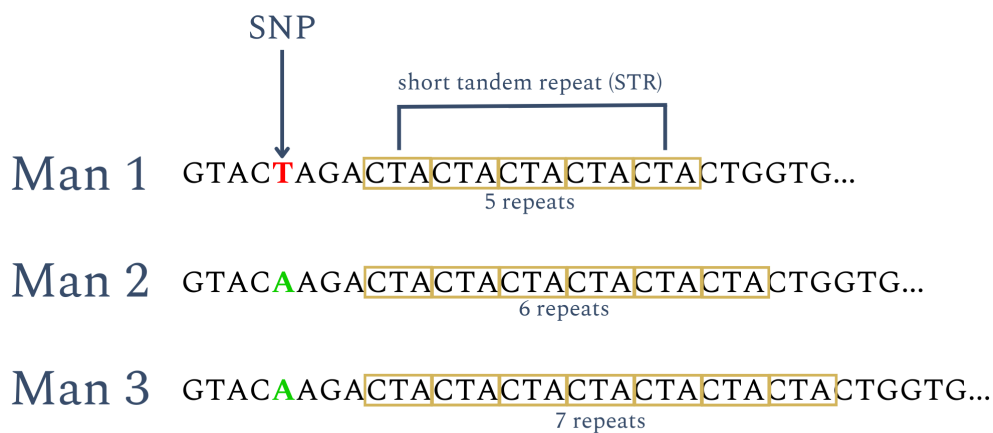 SNP
short tandem repeat (STR)
Man 1 GTACTAGACTACTACTACTACTACTGGTG...
5 repeats
Man 2 GTACAAGACTACTACTACTACTACTACTGGTG...
6 repeats
Man 3 GTACAAGACTACTACTACTACTACTACTACTGGTG...
7 repeats